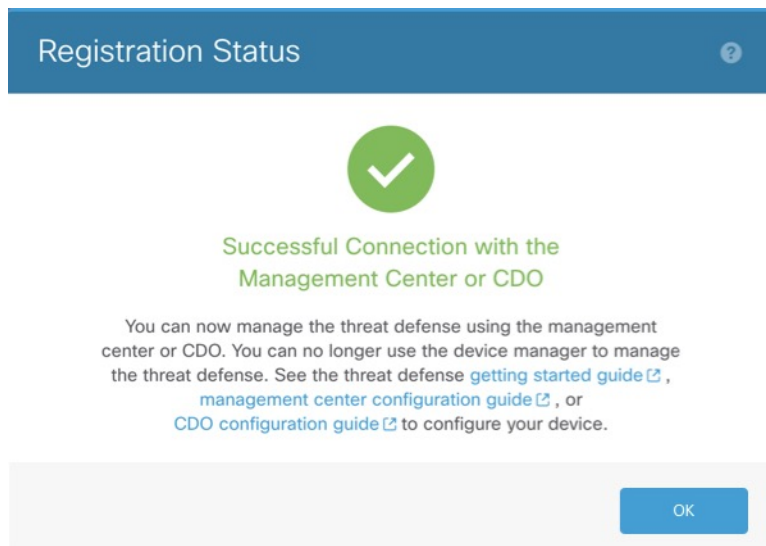 Registration Status
?
Successful Connection with the
Management Center or CDO
You can now manage the threat defense using the management
center or CDO. You can no longer use the device manager to manage
the threat defense. See the threat defense getting started guide ,
management center configuration guide , or
CDO configuration guide to configure your device.
OK